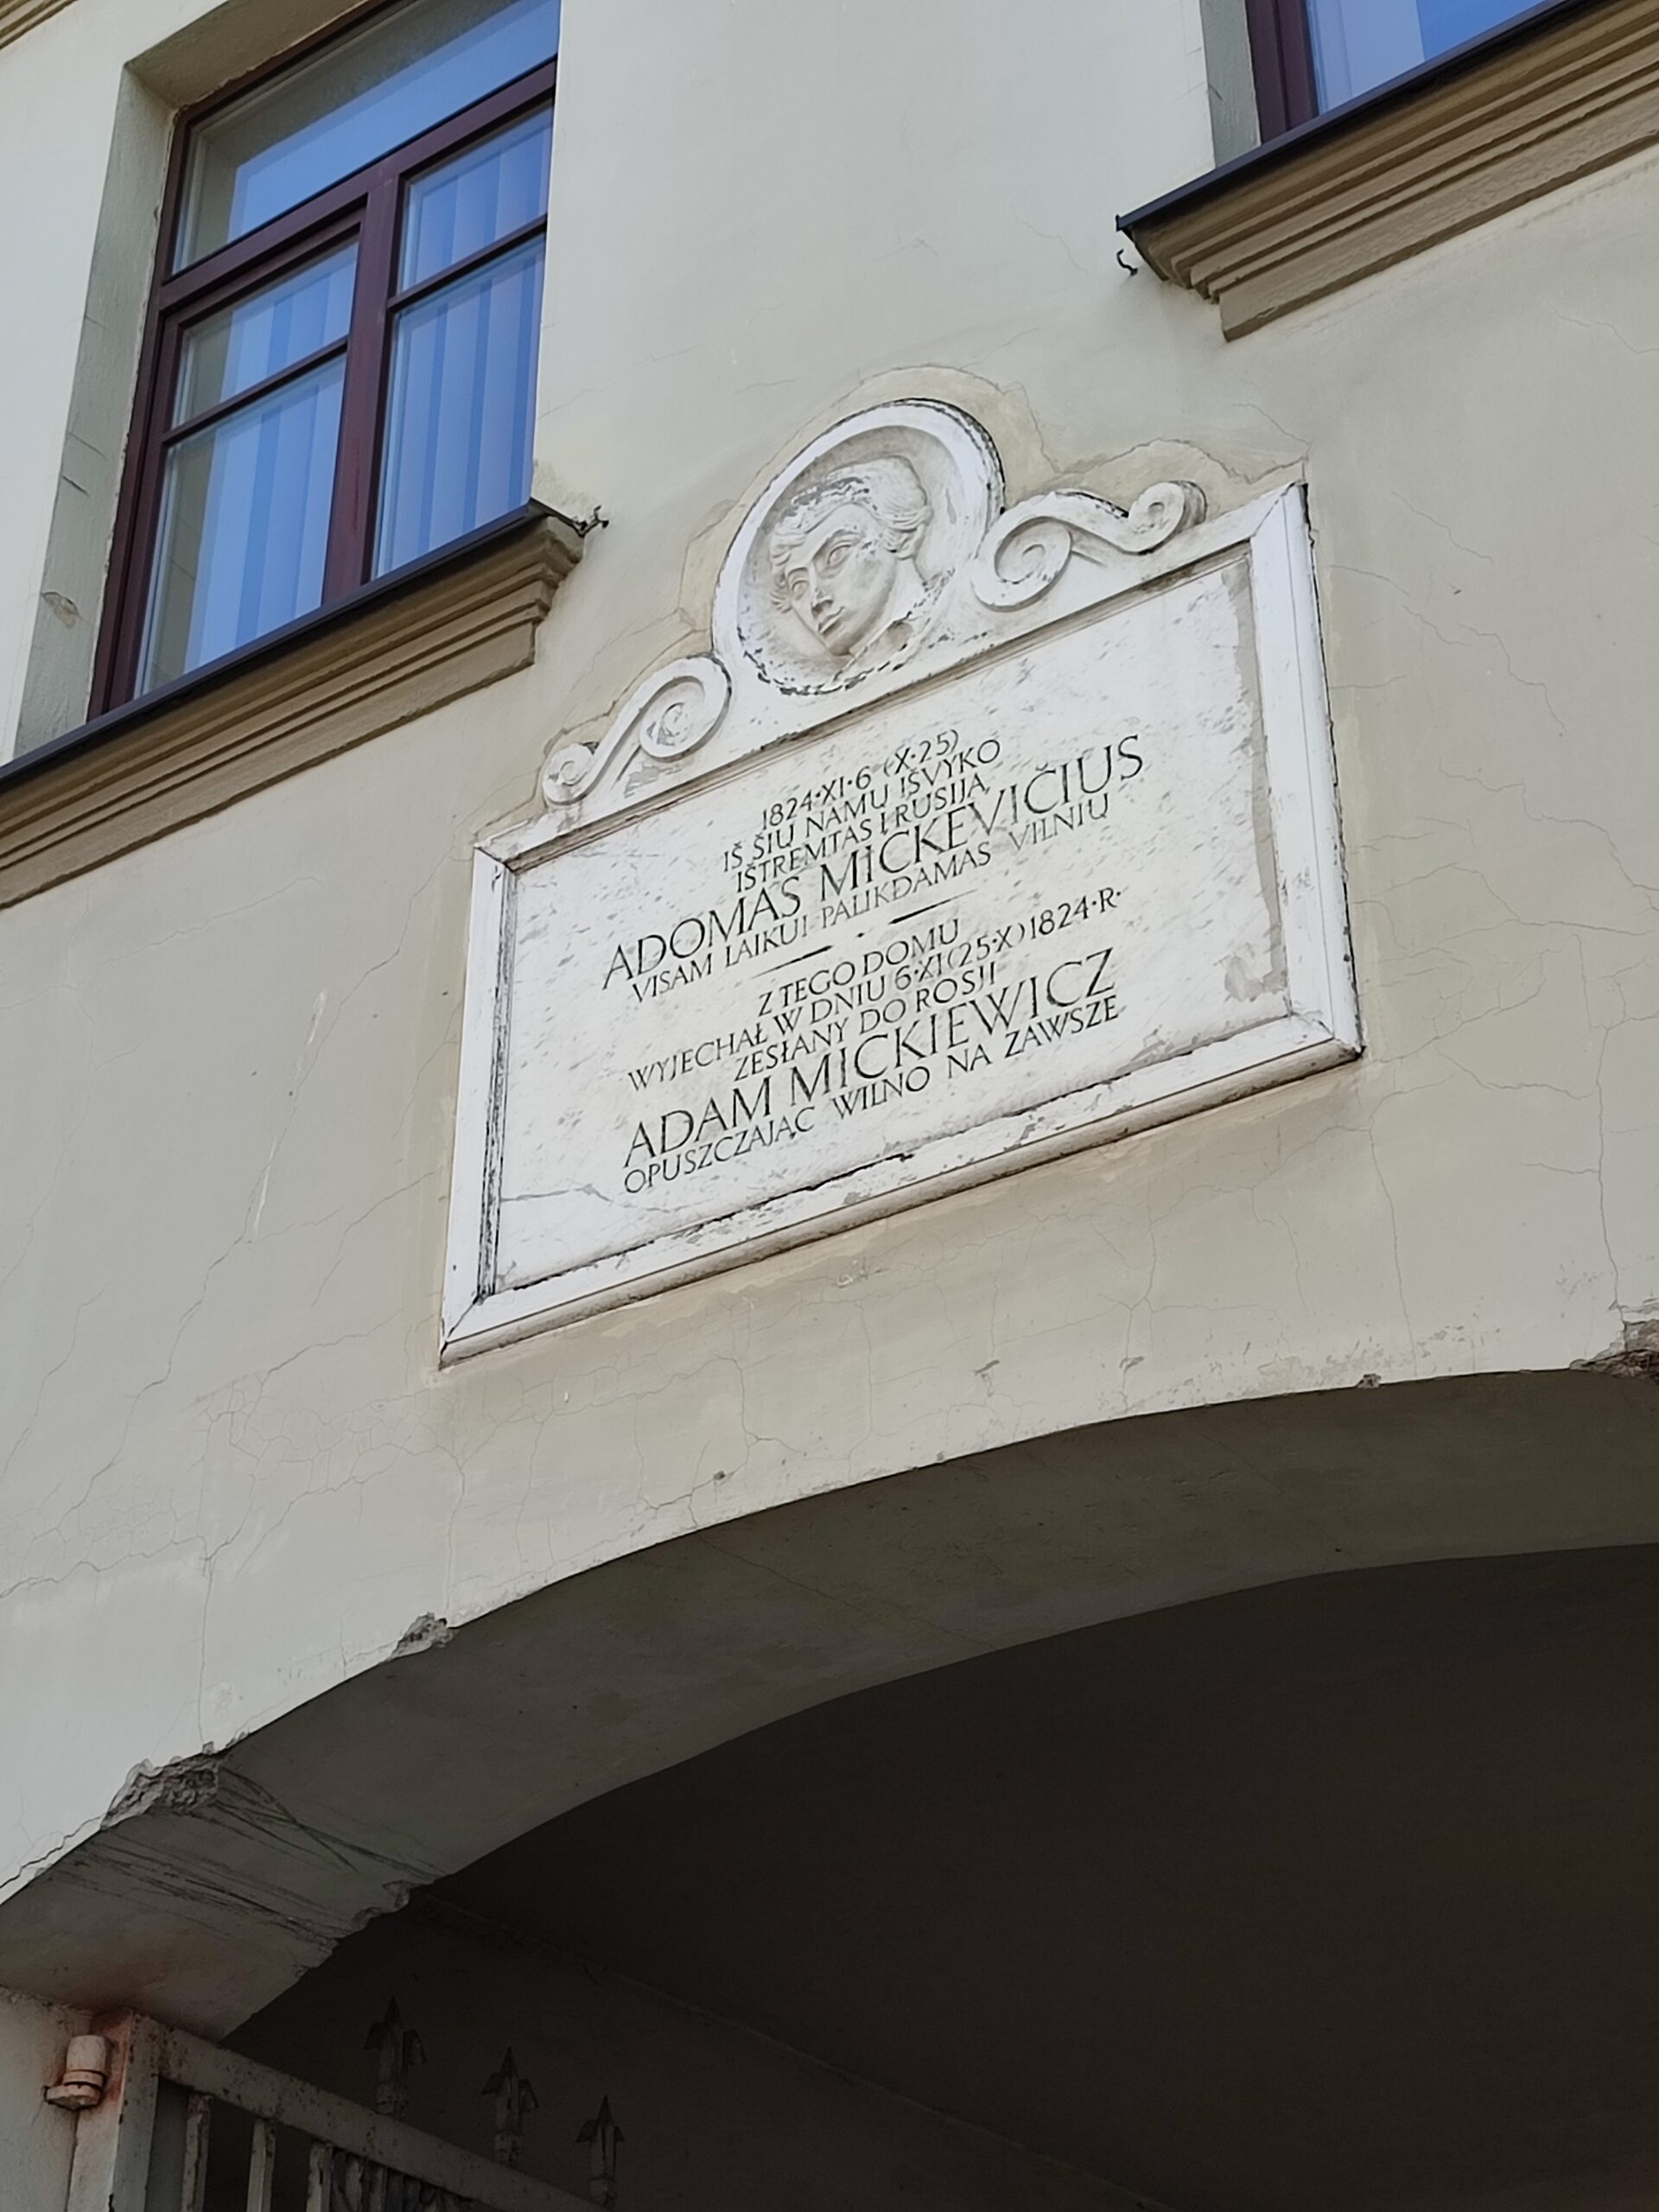 1824·XI·6 (X·25)
IŠ ŠIŲ NAMŲ IŠVYKO
IŠTREMTAS Į RUSIJĄ
ADOMAS MICKEVIČIUS
VISAM LAIKUI PALIKDAMAS VILNIŲ
Z TEGO DOMU
WYJECHAŁ W DNIU 6·XI(25·X)1824·R·
ZESŁANY DO ROSJI
ADAM MICKIEWICZ
OPUSZCZAJĄC WILNO NA ZAWSZE